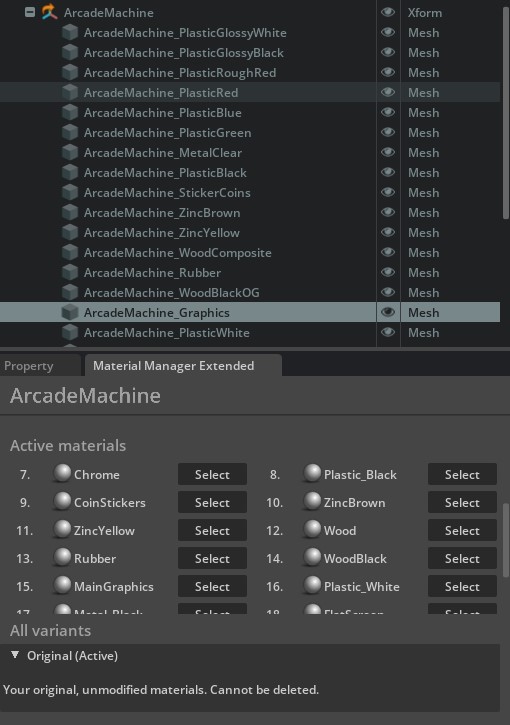 ArcadeMachine Xform
ArcadeMachine_PlasticGlossyWhite Mesh
ArcadeMachine_PlasticGlossyBlack Mesh
ArcadeMachine_PlasticRoughRed Mesh
ArcadeMachine_PlasticRed Mesh
ArcadeMachine_PlasticBlue Mesh
ArcadeMachine_PlasticGreen Mesh
ArcadeMachine_MetalClear Mesh
ArcadeMachine_PlasticBlack Mesh
ArcadeMachine_StickerCoins Mesh
ArcadeMachine_ZincBrown Mesh
ArcadeMachine_ZincYellow Mesh
ArcadeMachine_WoodComposite Mesh
ArcadeMachine_Rubber Mesh
ArcadeMachine_WoodBlackOG Mesh
ArcadeMachine_Graphics Mesh
ArcadeMachine_PlasticWhite Mesh
Property Material Manager Extended
ArcadeMachine
Active materials
7. Chrome Select 8. Plastic_Black Select
9. CoinStickers Select 10. ZincBrown Select
11. ZincYellow Select 12. Wood Select
13. Rubber Select 14. WoodBlack Select
15. MainGraphics Select 16. Plastic_White Select
17. Metal_Black Select 18. FlatScreen Select
All variants
Original (Active)
Your original, unmodified materials. Cannot be deleted.